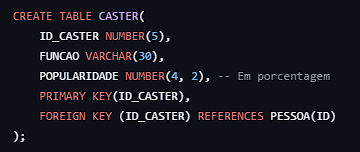 CREATE TABLE CASTER(
ID_CASTER NUMBER(5),
FUNCAO VARCHAR(30),
POPULARIDADE NUMBER(4, 2), -- Em porcentagem
PRIMARY KEY(ID_CASTER),
FOREIGN KEY (ID_CASTER) REFERENCES PESSOA(ID)
);